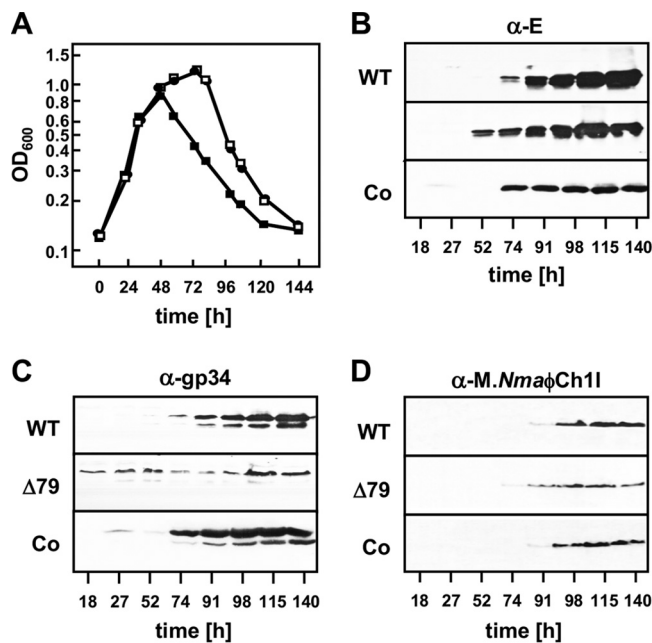 A
OD600
1.5
1.0
0.8
0.6
0.5
0.4
0.3
0.2
0.1
0 24 48 72 96 120 144
time [h]
B
α-E
WT
Co
18 27 52 74 91 98 115 140
time [h]
C
α-gp34
WT
Δ79
Co
18 27 52 74 91 98 115 140
time [h]
D
α-M.NmaϕCh1I
WT
Δ79
Co
18 27 52 74 91 98 115 140
time [h]